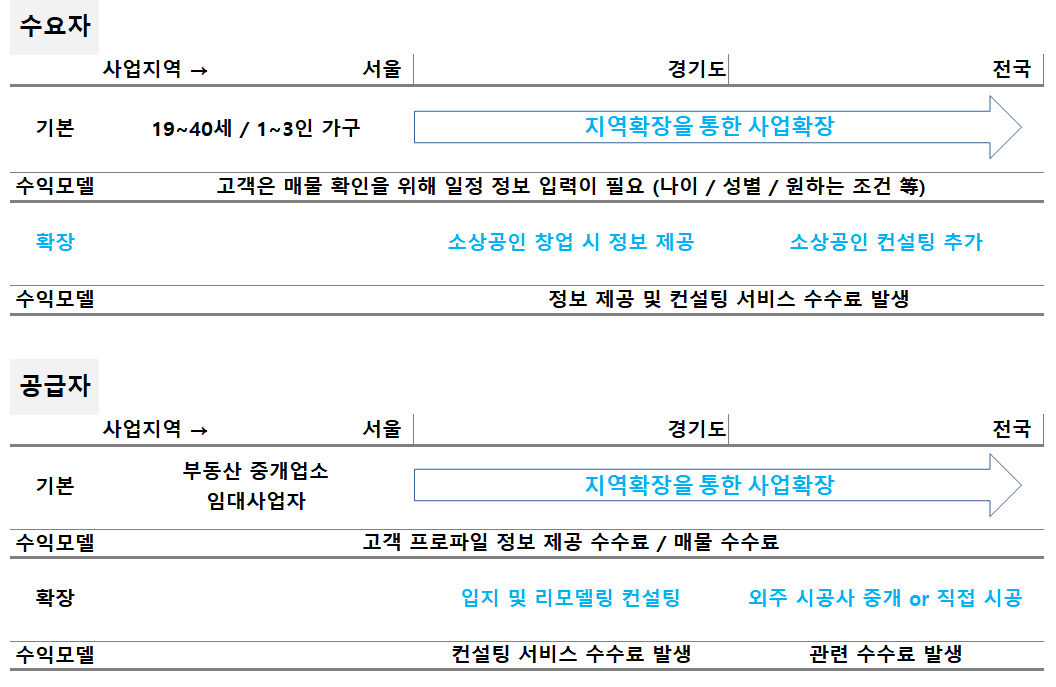 수요자
사업지역 → 서울 경기도 전국
기본 19~40세 / 1~3인 가구 지역확장을 통한 사업확장
수익모델 고객은 매물 확인을 위해 일정 정보 입력이 필요 (나이 / 성별 / 원하는 조건 等)
확장 소상공인 창업 시 정보 제공 소상공인 컨설팅 추가
수익모델 정보 제공 및 컨설팅 서비스 수수료 발생
공급자
사업지역 → 서울 경기도 전국
기본 부동산 중개업소 지역확장을 통한 사업확장
임대사업자
수익모델 고객 프로파일 정보 제공 수수료 / 매물 수수료
확장 입지 및 리모델링 컨설팅 외주 시공사 중개 or 직접 시공
수익모델 컨설팅 서비스 수수료 발생 관련 수수료 발생